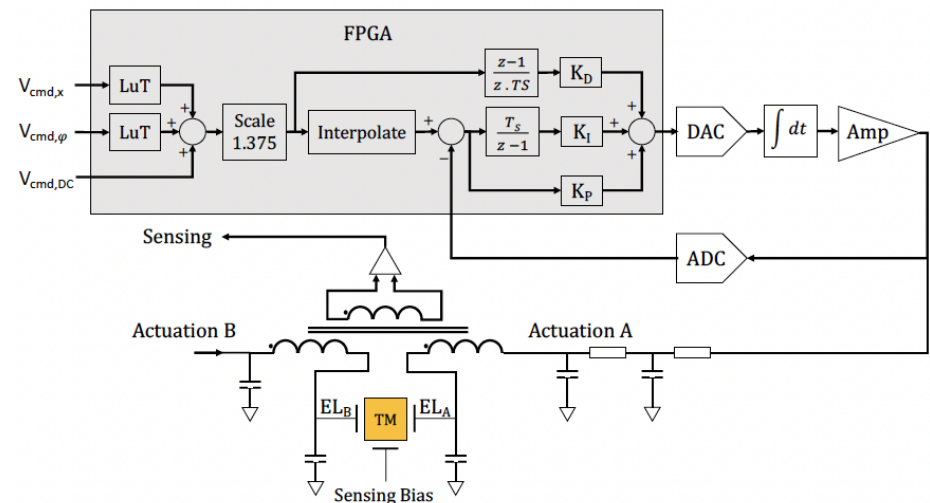 FPGA
V_cmd,x
LuT
V_cmd,φ
LuT
V_cmd,DC
+
+
+
Scale
1.375
Interpolate
+
−
z−1
z . TS
K_D
T_S
z −1
K_I
K_P
+
+
+
DAC
∫ dt
Amp
ADC
Sensing
Actuation B
Actuation A
EL_B
TM
EL_A
Sensing Bias